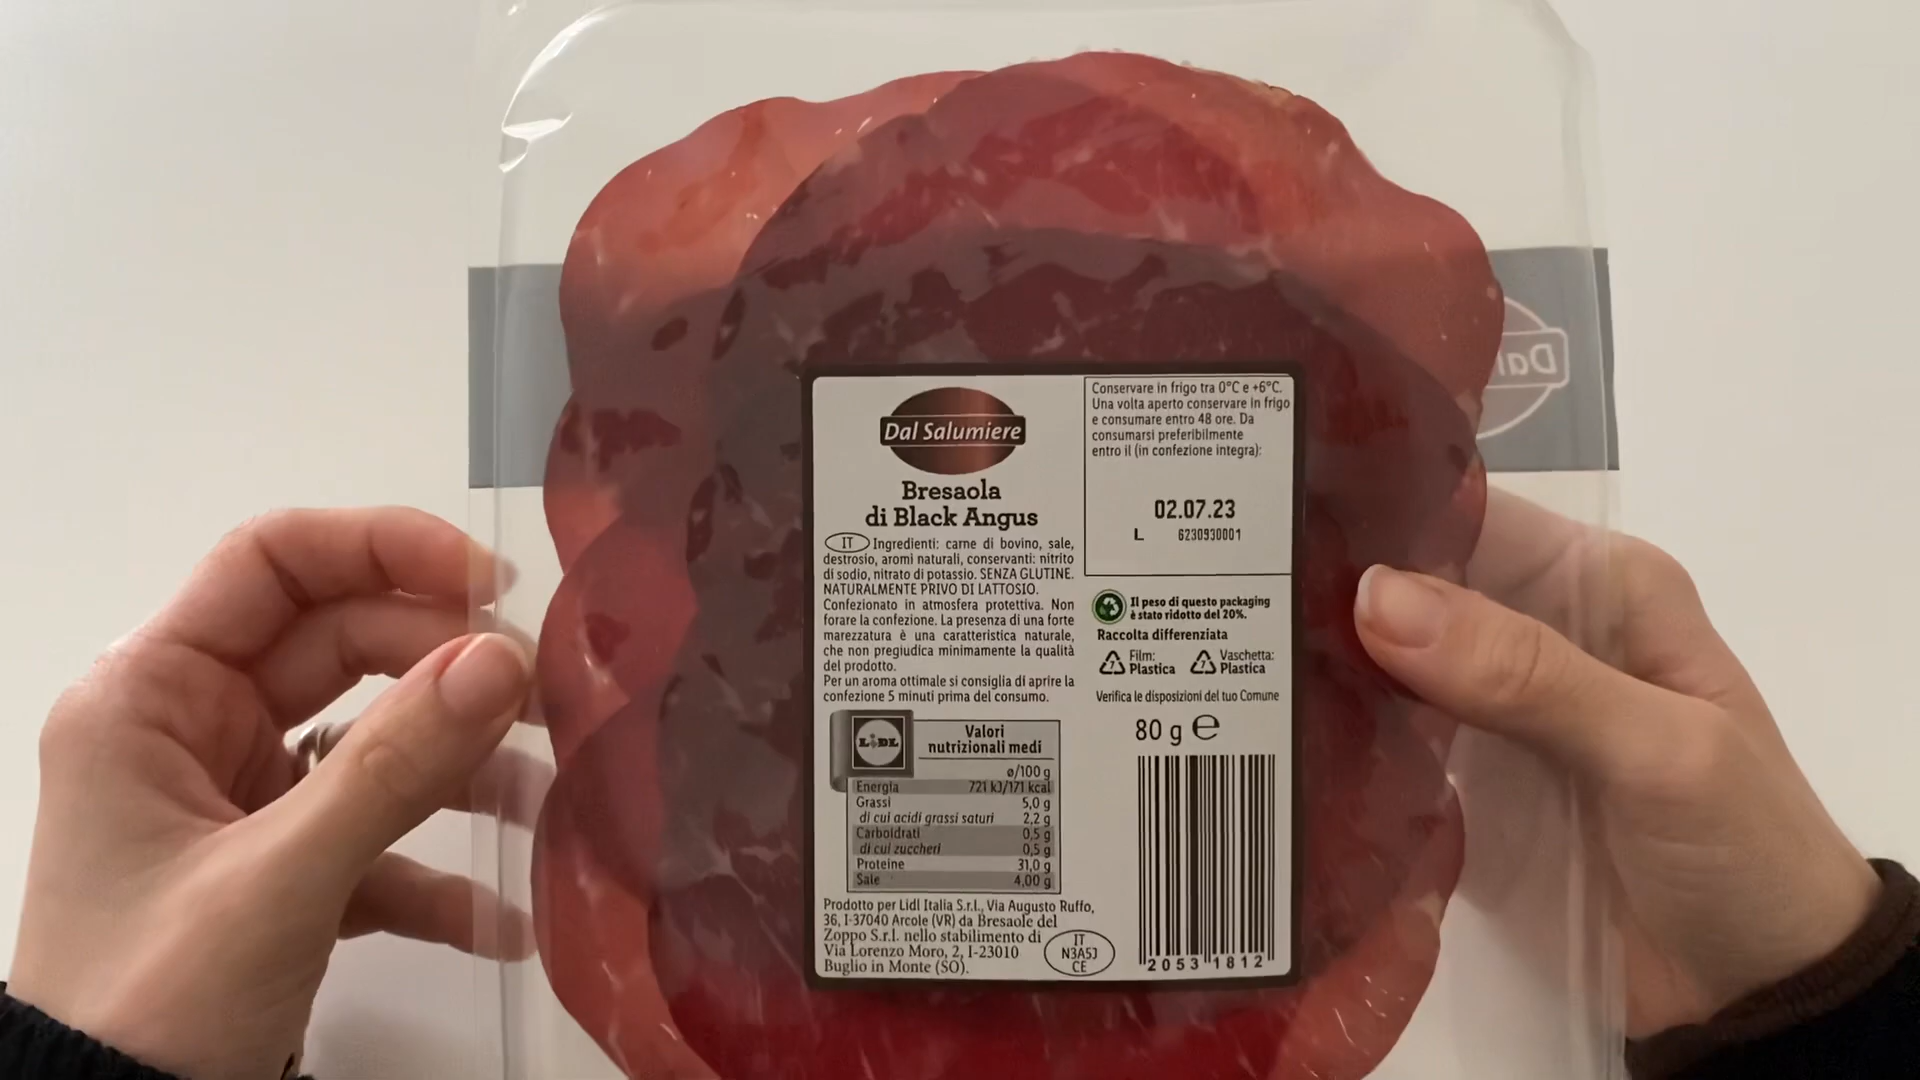 Dal Salumiere
Bresaola
di Black Angus
IT Ingredienti: carne di bovino, sale,
destrosio, aromi naturali, conservanti: nitrito
di sodio, nitrato di potassio. SENZA GLUTINE.
NATURALMENTE PRIVO DI LATTOSIO.
Confezionato in atmosfera protettiva. Non
forare la confezione. La presenza di una forte
marezzatura è una caratteristica naturale,
che non pregiudica minimamente la qualità
del prodotto.
Per un aroma ottimale si consiglia di aprire la
confezione 5 minuti prima del consumo.
LIDL
Valori
nutrizionali medi
ø/100 g
Energia 721 kJ/171 kcal
Grassi 5,0 g
di cui acidi grassi saturi 2,2 g
Carboidrati 0,5 g
di cui zuccheri 0,5 g
Proteine 31,0 g
Sale 4,00 g
Prodotto per Lidl Italia S.r.l., Via Augusto Ruffo,
36, I-37040 Arcole (VR) da Bresaole del
Zoppo S.r.l. nello stabilimento di
Via Lorenzo Moro, 2, I-23010
Buglio in Monte (SO).
IT
N3A5J
CE
Conservare in frigo tra 0°C e +6°C.
Una volta aperto conservare in frigo
e consumare entro 48 ore. Da
consumarsi preferibilmente
entro il (in confezione integra):
02.07.23
L 6230930001
Il peso di questo packaging
è stato ridotto del 20%.
Raccolta differenziata
7 Film:
Plastica
7 Vaschetta:
Plastica
Verifica le disposizioni del tuo Comune
80 g e
2053 1812
Dal